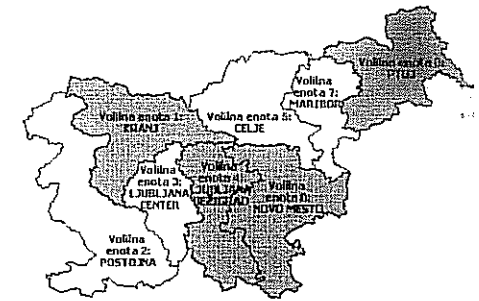 Volilna enota 8:
PTUJ
Volilna
enota 7:
MARIBOR
Volilna enota 1:
KRANJ
Volilna enota 5:
CELJE
Volilna
enota 3:
LJUBLJANA
CENTER
Volilna
enota 4:
LJUBLJANA
BEŽIGRAD
Volilna
enota 6:
NOVO MESTO
Volilna
enota 2:
POSTOJNA